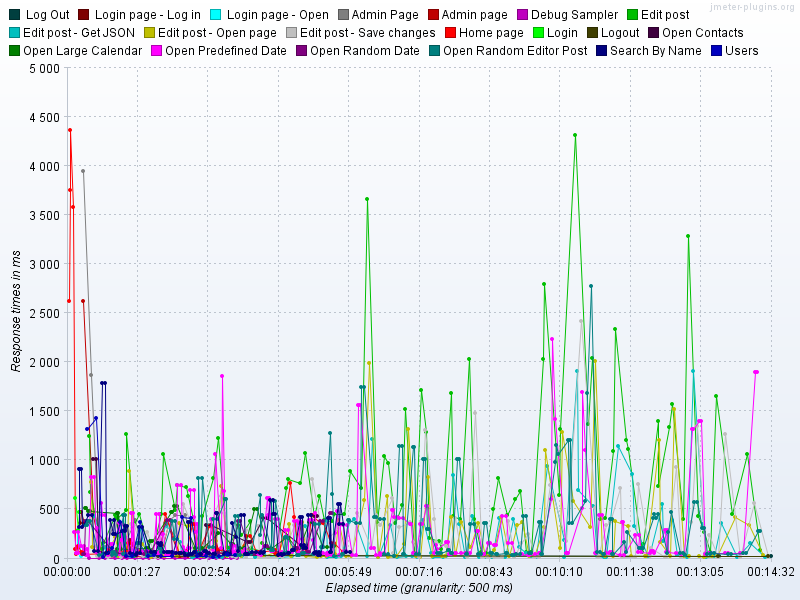 jmeter-plugins.org
Log Out Login page - Log in Login page - Open Admin Page Admin page Debug Sampler Edit post
Edit post - Get JSON Edit post - Open page Edit post - Save changes Home page Login Logout Open Contacts
Open Large Calendar Open Predefined Date Open Random Date Open Random Editor Post Search By Name Users
5 000
4 500
4 000
3 500
3 000
2 500
2 000
1 500
1 000
500
0
Response times in ms
00:00:00 00:01:27 00:02:54 00:04:21 00:05:49 00:07:16 00:08:43 00:10:10 00:11:38 00:13:05 00:14:32
Elapsed time (granularity: 500 ms)